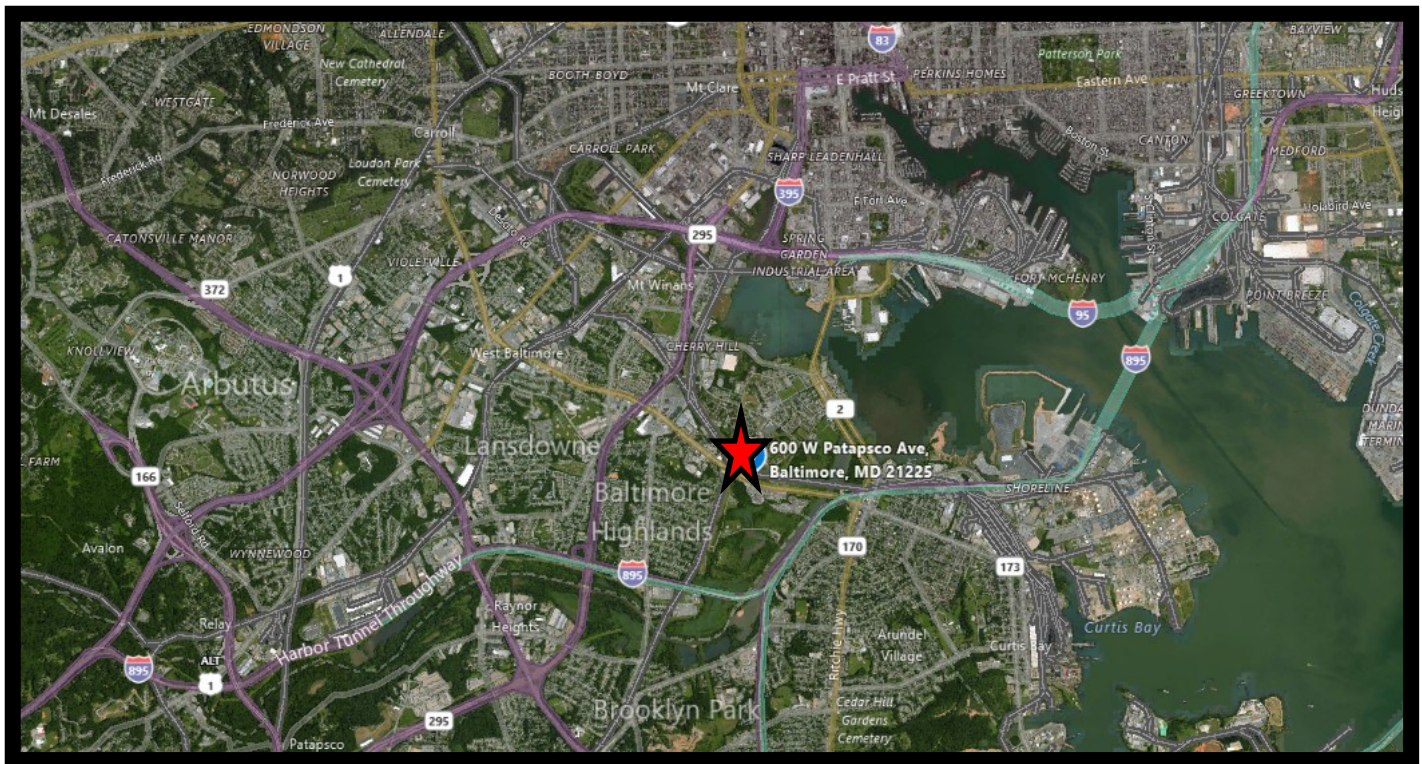 EDMONDSON
VILLAGE
ALLENDALE
83
Patterson Park
BAYVIEW
New Cathedral
Cemetery
BOOTH-BOYD
E Pratt St
PERKINS HOMES
Eastern Ave
Mt Clare
GREEKTOWN
WESTGATE
Mt Desales
Frederick Ave
Carroll
Boston St
CANTON
CARROLL PARK
SHARP LEADENHALL
MEDFORD
Frederick Rd
Loudon Park
Cemetery
NORWOOD
HEIGHTS
395
E Fort Ave
Holabird Ave
COLGATE
Desoto Rd
CATONSVILLE MANOR
295
SPRING
GARDEN
INDUSTRIAL AREA
VIOLETVILLE
1
372
Mt Winans
FORT MCHENRY
POINT BREEZE
Colgate Creek
95
KNOLLVIEW
West Baltimore
CHERRY HILL
895
Arbutus
2
Lansdowne
600 W Patapsco Ave,
Baltimore, MD 21225
166
SHORELINE
Baltimore
Highlands
Selford Rd
Avalon
WYNNEWOOD
170
173
895
Harbor Tunnel Throughway
Raynor
Heights
Relay
Ritchie Hwy
Arundel
Village
Curtis Bay
Curtis Bay
895
ALT
1
295
Brooklyn Park
Cedar Hill
Gardens
Cemetery
Patapsco